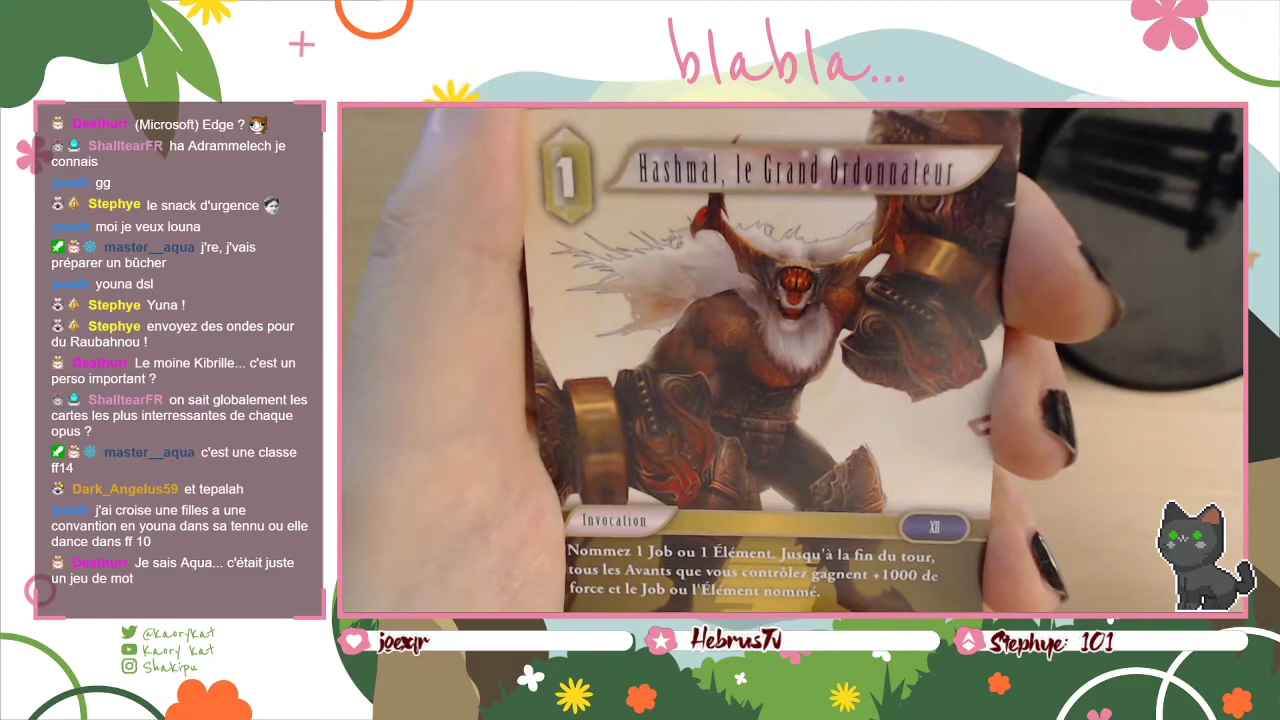 blabla...
Deathurr (Microsoft) Edge ?
ShalltearFR ha Adrammelech je
connais
gg
Stephye le snack d'urgence
moi je veux louna
master__aqua j're, j'vais
préparer un bûcher
youna dsl
Stephye Yuna !
Stephye envoyez des ondes pour
du Raubahnou !
Deathurr Le moine Kibrille... c'est un
perso important ?
ShalltearFR on sait globalement les
cartes les plus interressantes de chaque
opus ?
master__aqua c'est une classe
ff14
Dark_Angelus59 et tepalah
j'ai croise une filles a une
convantion en youna dans sa tennu ou elle
dance dans ff 10
Deathurr Je sais Aqua... c'était juste
un jeu de mot
1
Hashmal, le Grand Ordonnateur
Invocation
XII
Nommez 1 Job ou 1 Élément. Jusqu'à la fin du tour,
tous les Avants que vous contrôlez gagnent +1000 de
force et le Job ou l'Élément nommé.
@kaorykat
Kaory kat
Shakipu
joexjr
HebrusTv
Stephye: 101